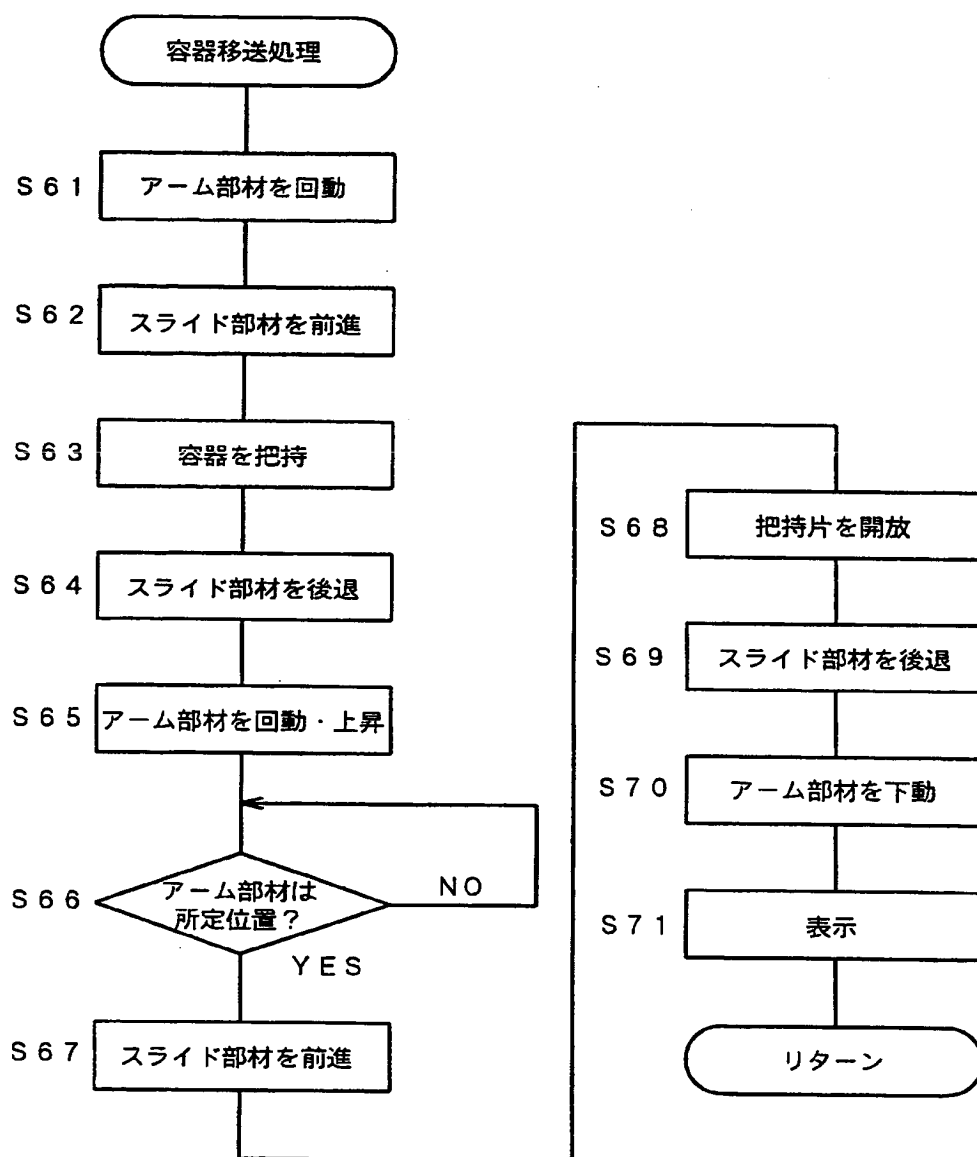 容器移送処理
S61
アーム部材を回動
S62
スライド部材を前進
S63
容器を把持
S64
スライド部材を後退
S65
アーム部材を回動・上昇
S66
アーム部材は
所定位置?
NO
YES
S67
スライド部材を前進
S68
把持片を開放
S69
スライド部材を後退
S70
アーム部材を下動
S71
表示
リターン